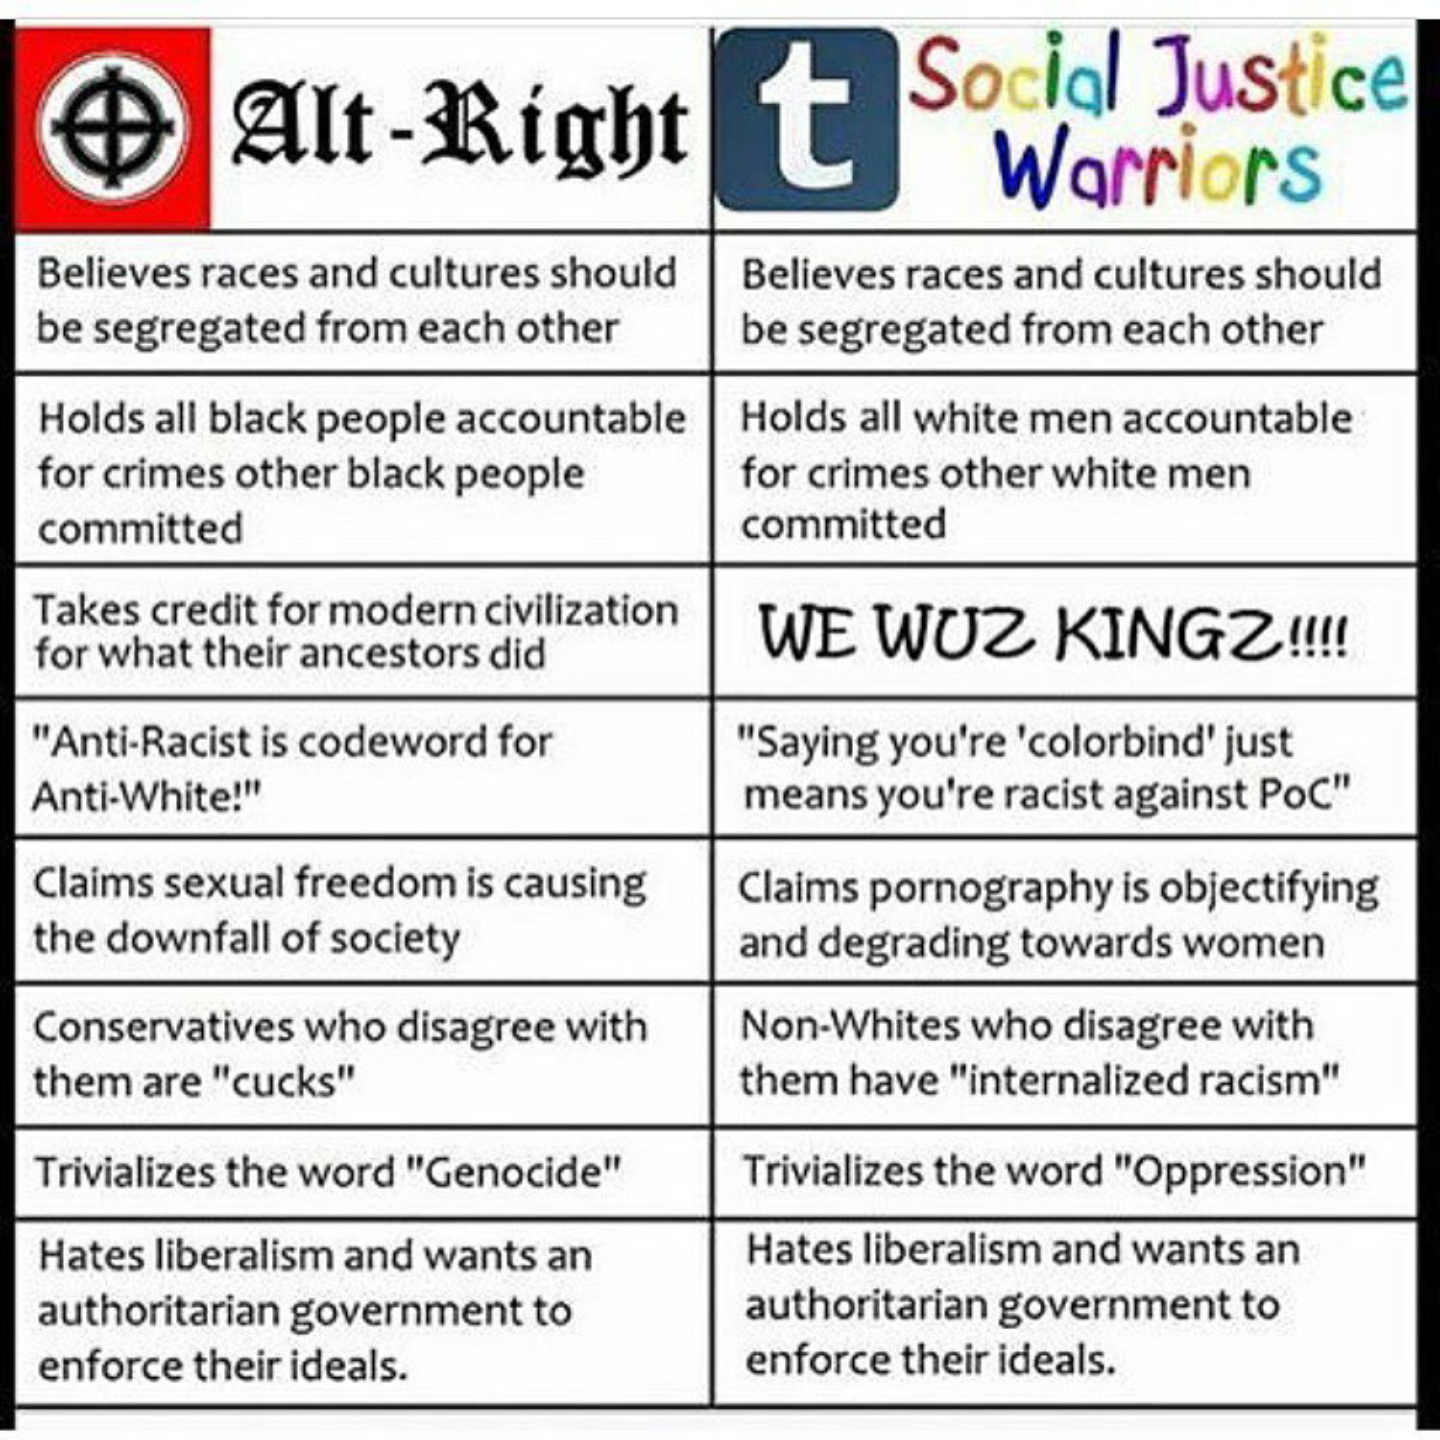 Alt-Right
t
Social Justice
Warriors
Believes races and cultures should
be segregated from each other
Believes races and cultures should
be segregated from each other
Holds all black people accountable
for crimes other black people
committed
Holds all white men accountable
for crimes other white men
committed
Takes credit for modern civilization
for what their ancestors did
WE WUZ KINGZ!!!!
"Anti-Racist is codeword for
Anti-White!"
"Saying you're 'colorbind' just
means you're racist against PoC"
Claims sexual freedom is causing
the downfall of society
Claims pornography is objectifying
and degrading towards women
Conservatives who disagree with
them are "cucks"
Non-Whites who disagree with
them have "internalized racism"
Trivializes the word "Genocide"
Trivializes the word "Oppression"
Hates liberalism and wants an
authoritarian government to
enforce their ideals.
Hates liberalism and wants an
authoritarian government to
enforce their ideals.